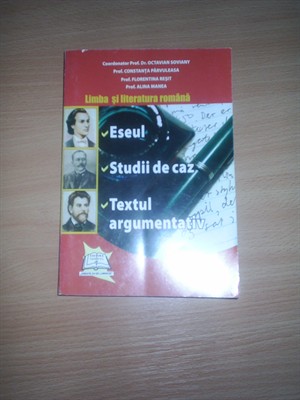 Coordonator Prof. Dr. OCTAVIAN SOVIANY
Prof. CONSTANȚA PÂRVULEASA
Prof. FLORENTINA REȘIT
Prof. ALINA MANEA
Limba și literatura română
Eseul
Studii de caz
Textul
argumentativ